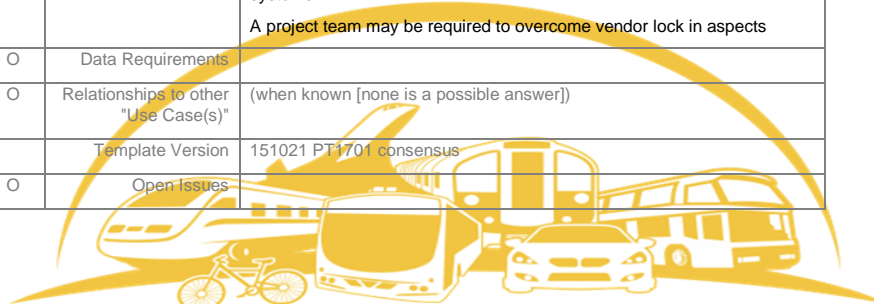 A project team may be required to overcome vendor lock in aspects
O Data Requirements
O Relationships to other (when known [none is a possible answer])
"Use Case(s)"
Template Version 151021 PT1701 consensus
O Open Issues